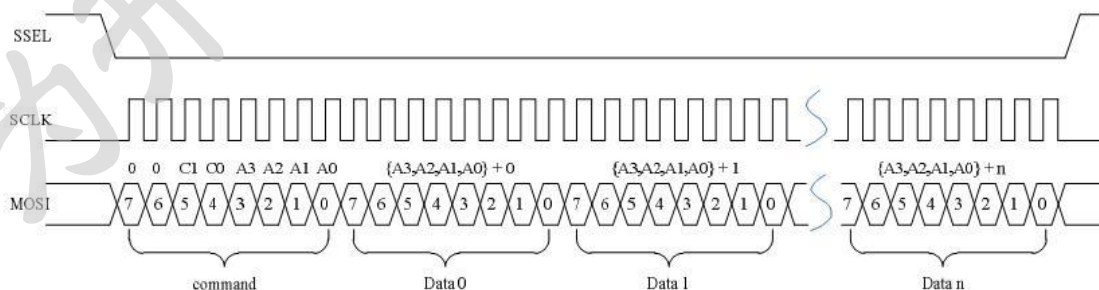 SSEL
SCLK
0 0 C1 C0 A3 A2 A1 A0 {A3,A2,A1,A0} + 0 {A3,A2,A1,A0} + 1 {A3,A2,A1,A0} + n
MOSI 7 6 5 4 3 2 1 0 7 6 5 4 3 2 1 0 7 6 5 4 3 2 1 0 7 6 5 4 3 2 1 0
command Data 0 Data 1 Data n